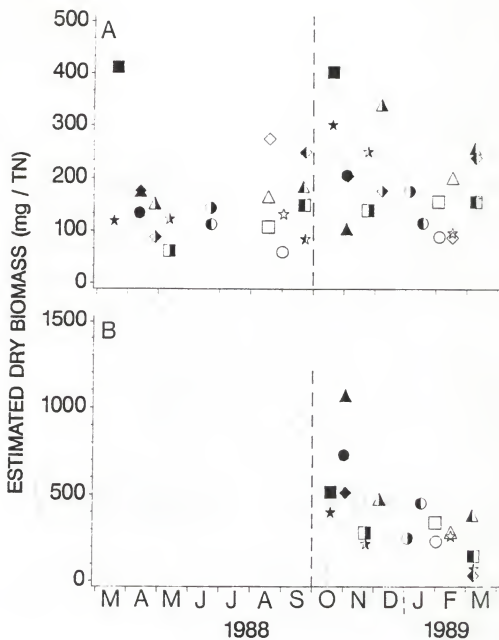 A
500
400
300
200
100
0
B
1500
1000
500
0
ESTIMATED DRY BIOMASS (mg / TN)
M A M J J A S O N D J F M
1988 1989